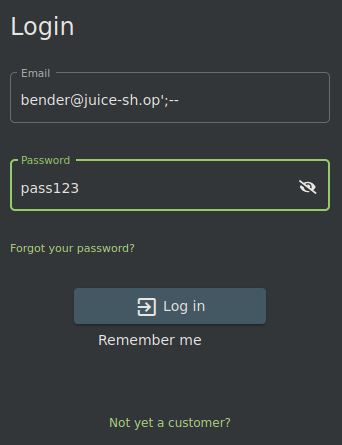 Login
Email
bender@juice-sh.op';--
Password
pass123
Forgot your password?
Log in
Remember me
Not yet a customer?